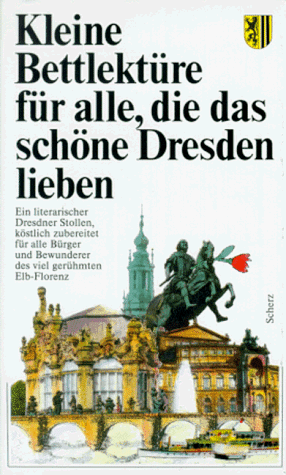 Kleine
Bettlektüre
für alle, die das
schöne Dresden
lieben
Ein literarischer
Dresdner Stollen,
köstlich zubereitet
für alle Bürger
und Bewunderer
des viel gerühmten
Elb-Florenz
Scherz